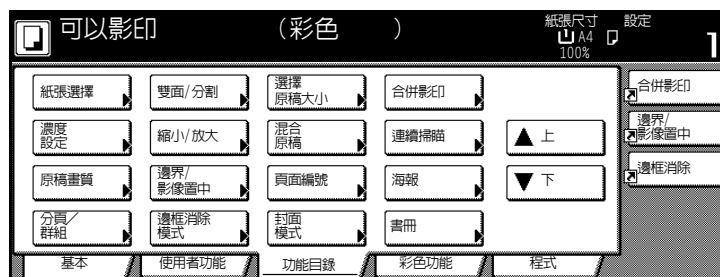 可以影印 （彩色 ）
紙張尺寸
A4
100%
設定
1
紙張選擇
雙面/分割
選擇
原稿大小
合併影印
濃度
設定
縮小/放大
混合
原稿
連續掃瞄
▲ 上
原稿畫質
邊界/
影像置中
頁面編號
海報
▼ 下
分頁／
群組
邊框消除
模式
封面
模式
書冊
合併影印
邊界/
影像置中
邊框消除
基本
使用者功能
功能目錄
彩色功能
程式